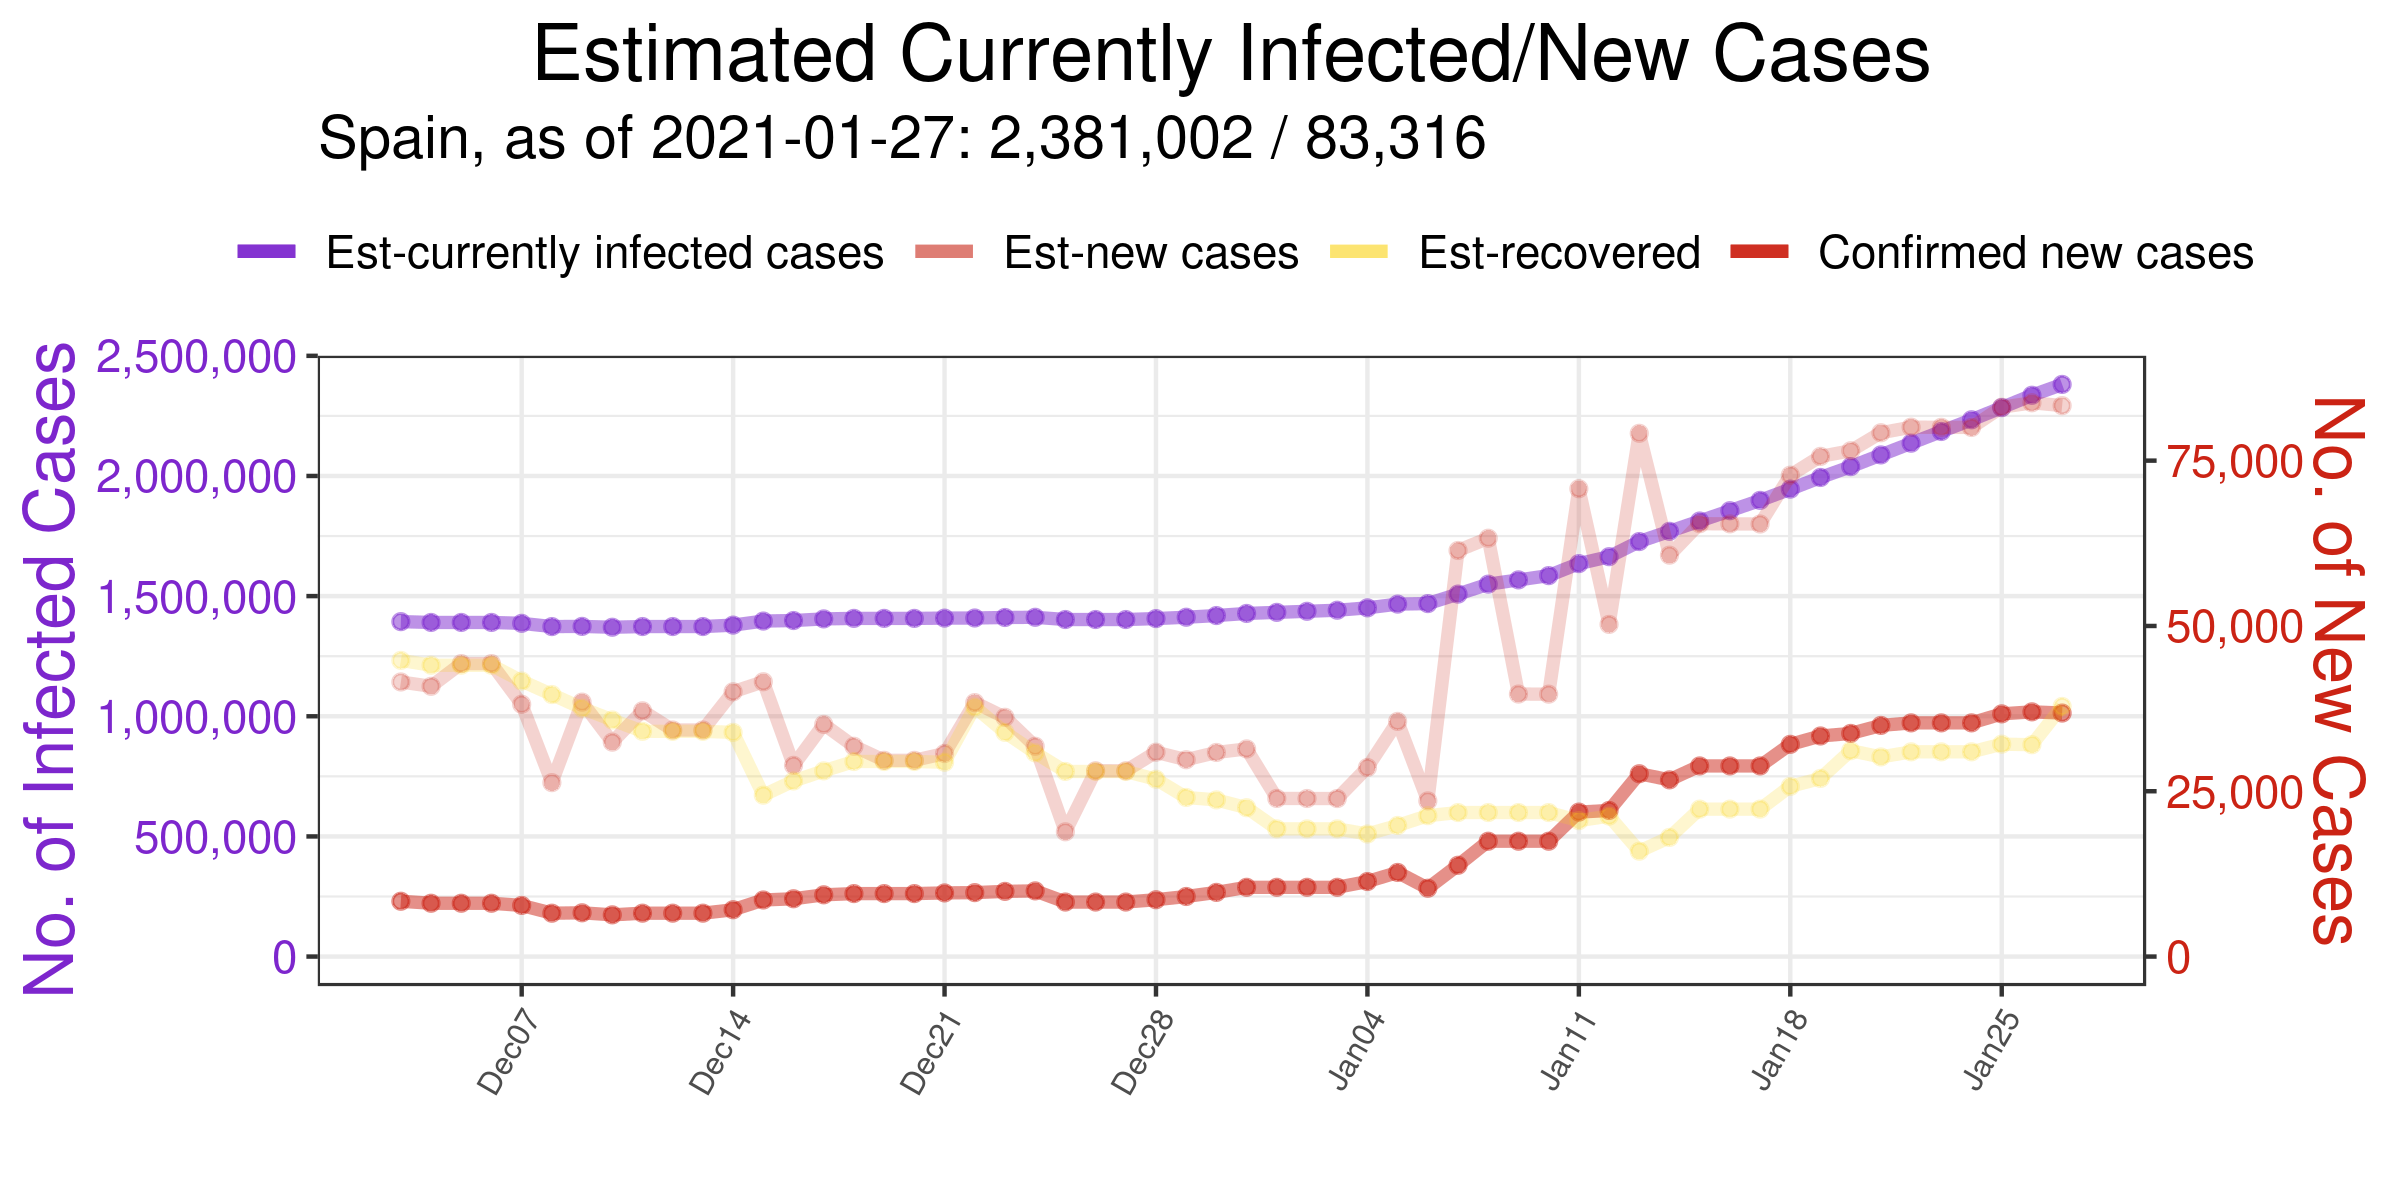 Estimated Currently Infected/New Cases
Spain, as of 2021-01-27: 2,381,002 / 83,316
Est-currently infected cases Est-new cases Est-recovered Confirmed new cases
No. of Infected Cases
2,500,000
2,000,000
1,500,000
1,000,000
500,000
0
75,000
50,000
25,000
0
No. of New Cases
Dec07 Dec14 Dec21 Dec28 Jan04 Jan11 Jan18 Jan25